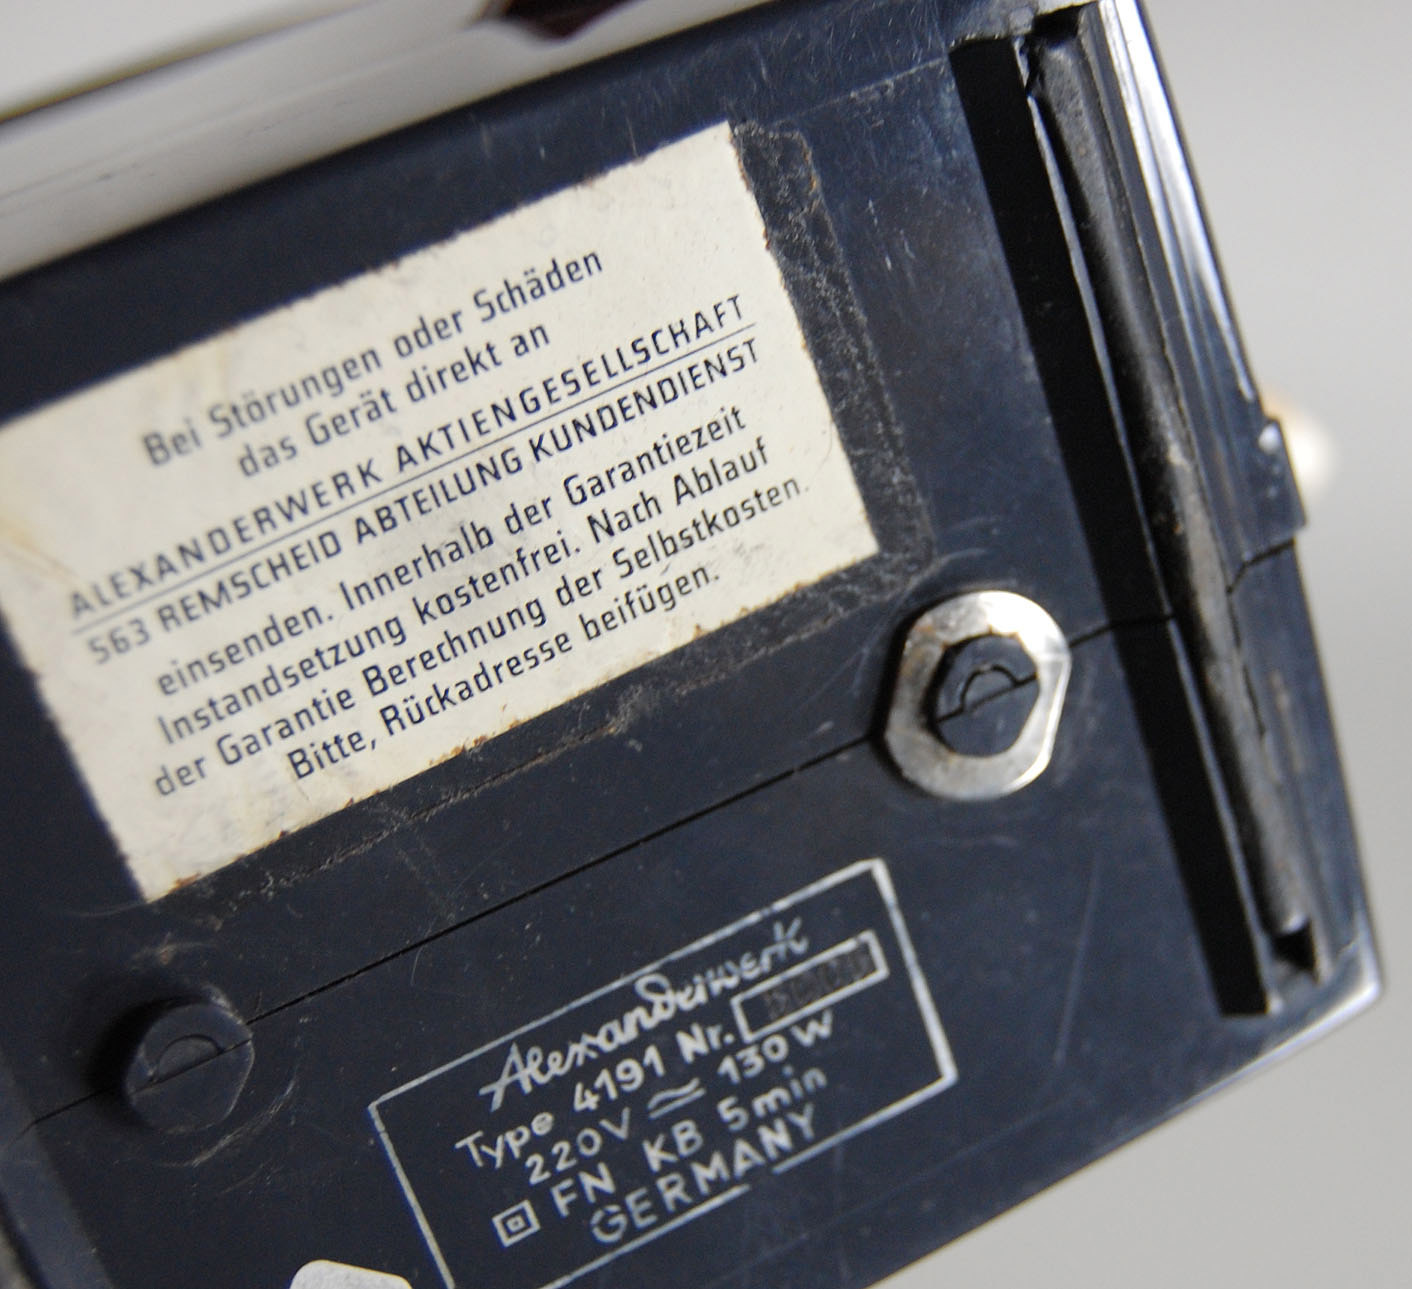 Bei Störungen oder Schäden
das Gerät direkt an
ALEXANDERWERK AKTIENGESELLSCHAFT
563 REMSCHEID ABTEILUNG KUNDENDIENST
einsenden. Innerhalb der Garantiezeit
Instandsetzung kostenfrei. Nach Ablauf
der Garantie Berechnung der Selbstkosten.
Bitte, Rückadresse beifügen.
Alexanderwerk
Type 4191 Nr.
220V ≂ 130 W
FN KB 5min
GERMANY